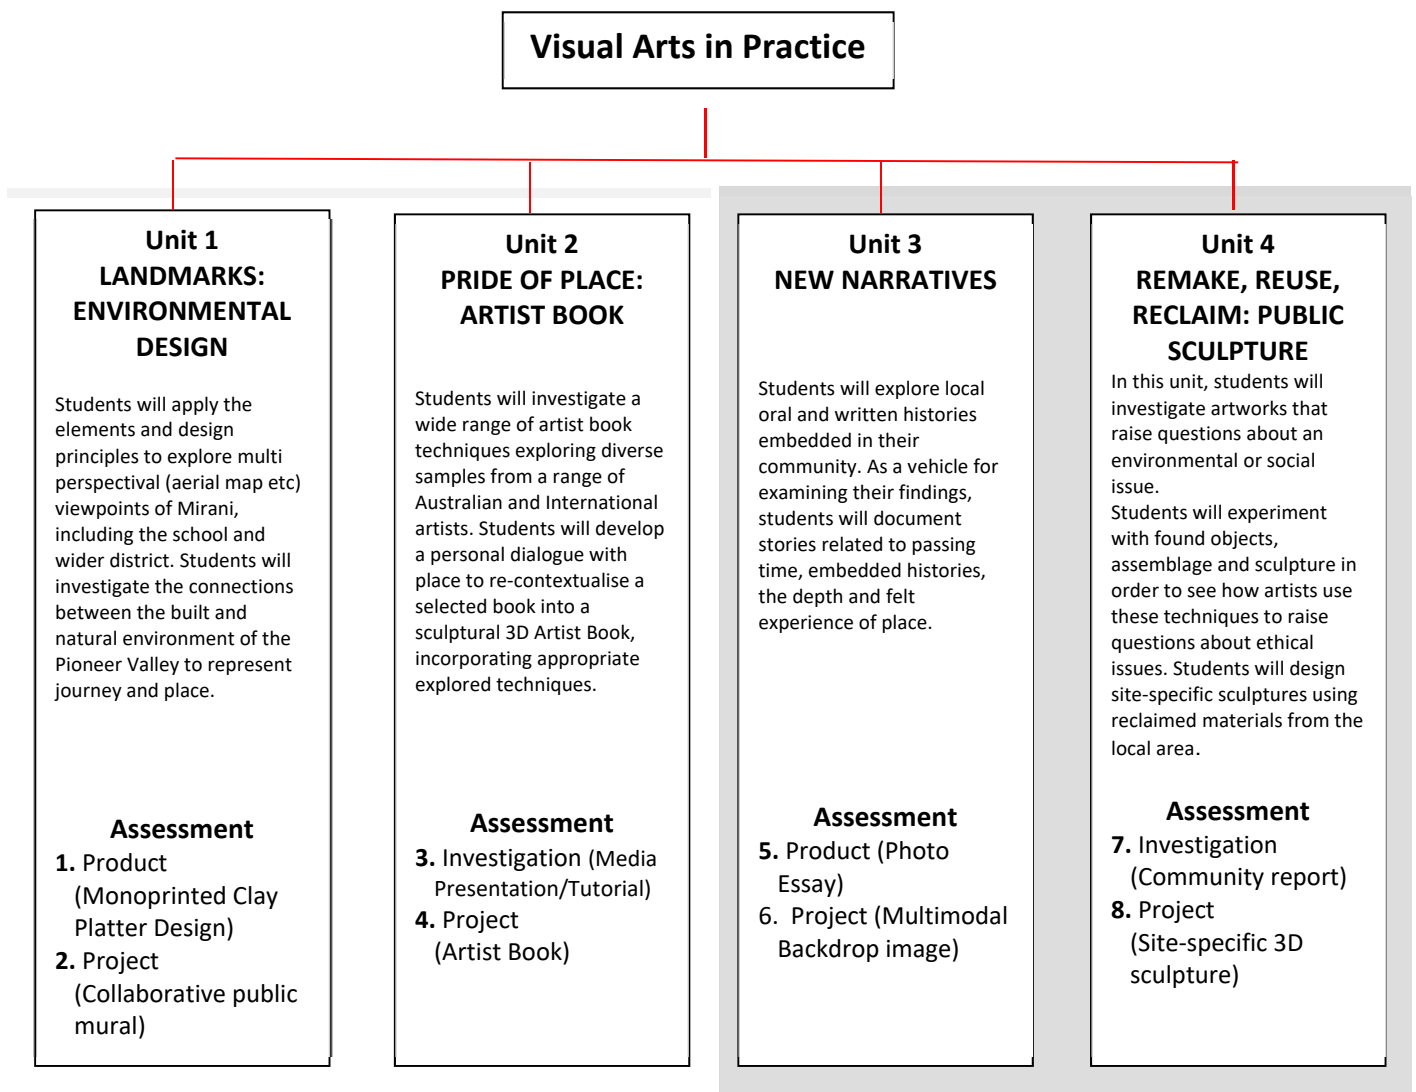 Visual Arts in Practice
Unit 1
LANDMARKS:
ENVIRONMENTAL
DESIGN
Students will apply the
elements and design
principles to explore multi
perspectival (aerial map etc)
viewpoints of Mirani,
including the school and
wider district. Students will
investigate the connections
between the built and
natural environment of the
Pioneer Valley to represent
journey and place.
Assessment
1. Product
(Monoprinted Clay
Platter Design)
2. Project
(Collaborative public
mural)
Unit 2
PRIDE OF PLACE:
ARTIST BOOK
Students will investigate a
wide range of artist book
techniques exploring diverse
samples from a range of
Australian and International
artists. Students will develop
a personal dialogue with
place to re-contextualise a
selected book into a
sculptural 3D Artist Book,
incorporating appropriate
explored techniques.
Assessment
3. Investigation (Media
Presentation/Tutorial)
4. Project
(Artist Book)
Unit 3
NEW NARRATIVES
Students will explore local
oral and written histories
embedded in their
community. As a vehicle for
examining their findings,
students will document
stories related to passing
time, embedded histories,
the depth and felt
experience of place.
Assessment
5. Product (Photo
Essay)
6. Project (Multimodal
Backdrop image)
Unit 4
REMAKE, REUSE,
RECLAIM: PUBLIC
SCULPTURE
In this unit, students will
investigate artworks that
raise questions about an
environmental or social
issue.
Students will experiment
with found objects,
assemblage and sculpture in
order to see how artists use
these techniques to raise
questions about ethical
issues. Students will design
site-specific sculptures using
reclaimed materials from the
local area.
Assessment
7. Investigation
(Community report)
8. Project
(Site-specific 3D
sculpture)